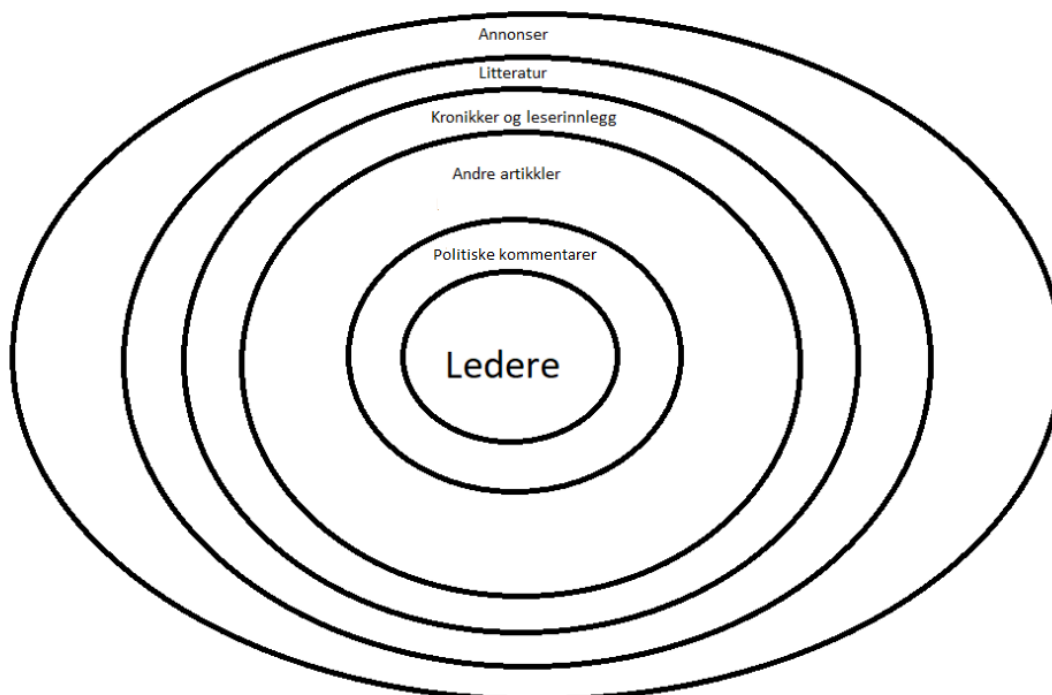 Annonser
Litteratur
Kronikker og leserinnlegg
Andre artikkler
Politiske kommentarer
Ledere